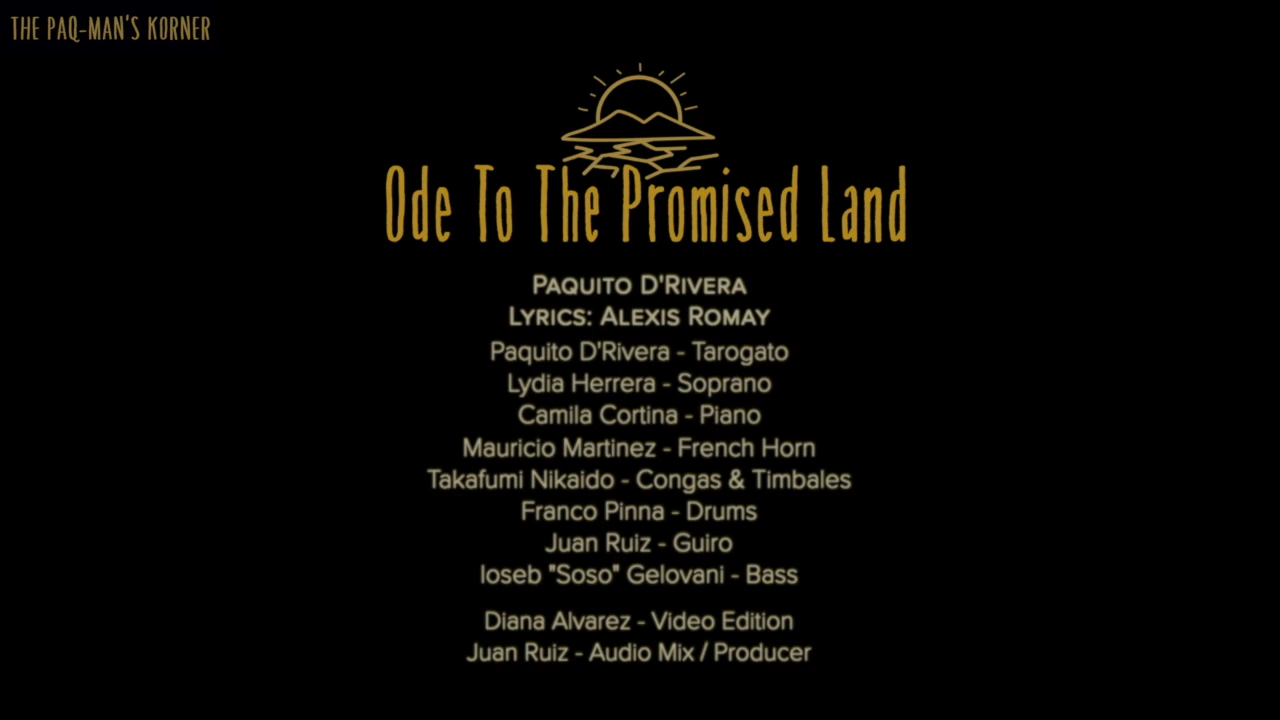 THE PAQ-MAN'S KORNER
Ode To The Promised Land
PAQUITO D'RIVERA
LYRICS: ALEXIS ROMAY
Paquito D'Rivera - Tarogato
Lydia Herrera - Soprano
Camila Cortina - Piano
Mauricio Martinez - French Horn
Takafumi Nikaido - Congas & Timbales
Franco Pinna - Drums
Juan Ruiz - Guiro
Ioseb "Soso" Gelovani - Bass
Diana Alvarez - Video Edition
Juan Ruiz - Audio Mix / Producer